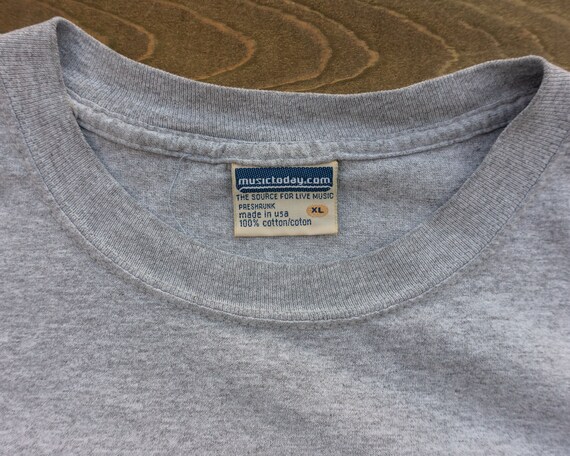 musictoday.com
THE SOURCE FOR LIVE MUSIC
PRESHRUNK
made in usa XL
100% cotton/coton